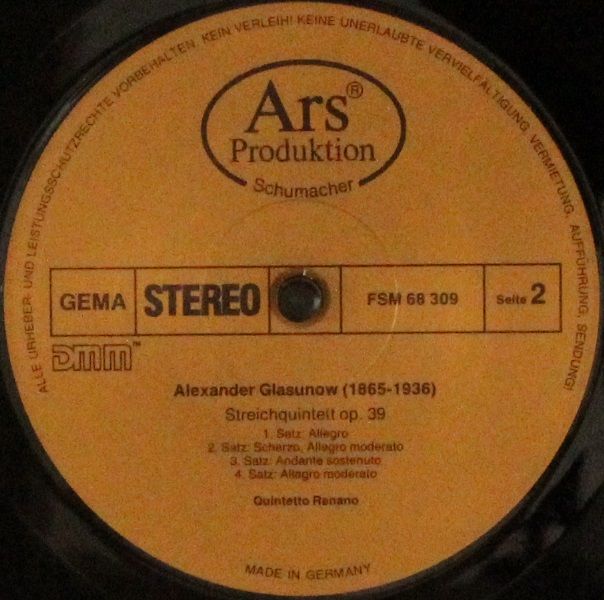 ALLE URHEBER- UND LEISTUNGSSCHUTZRECHTE VORBEHALTEN. KEIN VERLEIH! KEINE UNERLAUBTE VERVIELFÄLTIGUNG, VERMIETUNG, AUFFÜHRUNG, SENDUNG!
Ars®
Produktion
Schumacher
GEMA STEREO FSM 68 309 Seite 2
DMM™
Alexander Glasunow (1865-1936)
Streichquintett op. 39
1. Satz: Allegro
2. Satz: Scherzo, Allegro moderato
3. Satz: Andante sostenuto
4. Satz: Allegro moderato
Quintetto Renano
MADE IN GERMANY